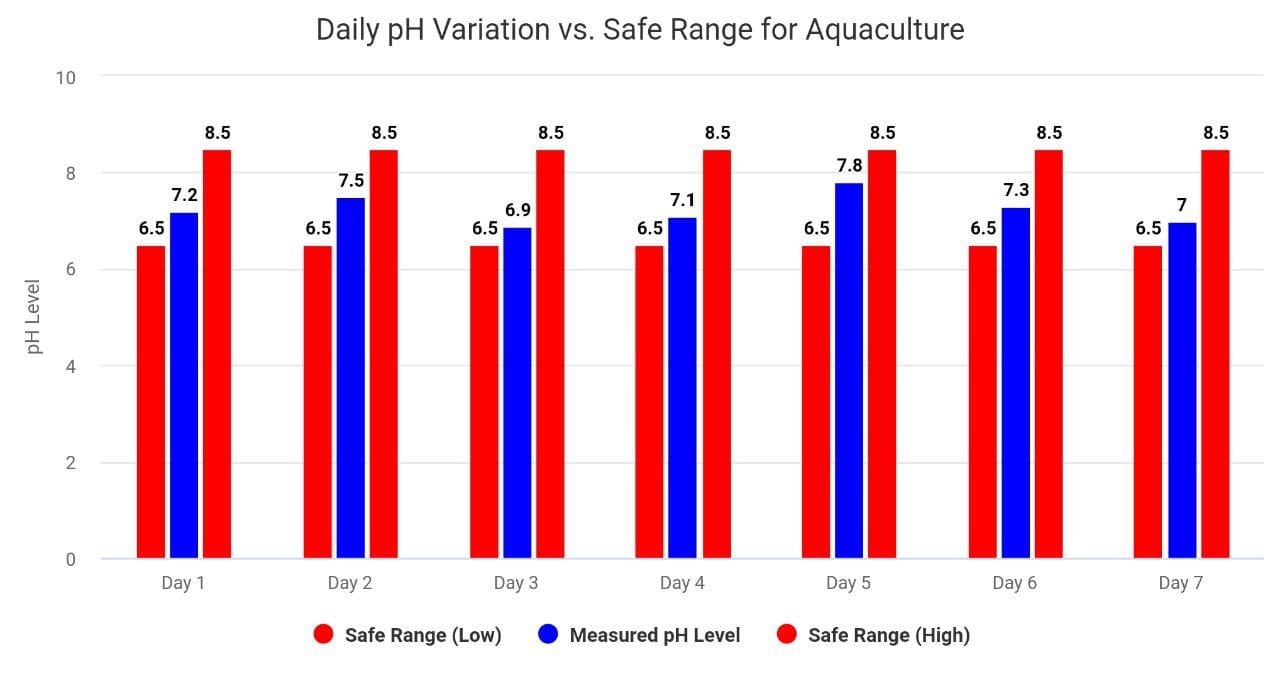 Daily pH Variation vs. Safe Range for Aquaculture
10
8
6
4
2
0
pH Level
6.5 7.2 8.5
6.5 7.5 8.5
6.5 6.9 8.5
6.5 7.1 8.5
6.5 7.8 8.5
6.5 7.3 8.5
6.5 7 8.5
Day 1 Day 2 Day 3 Day 4 Day 5 Day 6 Day 7
Safe Range (Low) Measured pH Level Safe Range (High)